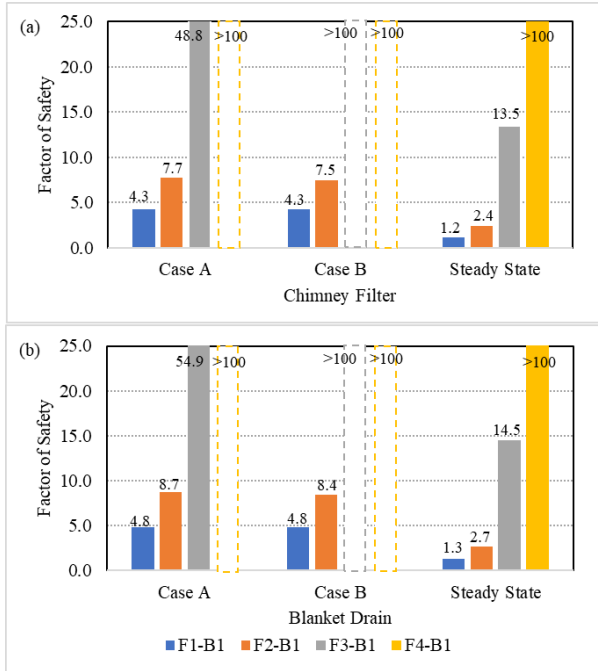 (a)
Factor of Safety
25.0
20.0
15.0
10.0
5.0
0.0
48.8 >100 >100 >100 >100
4.3 7.7 4.3 7.5 1.2 2.4 13.5
Case A Case B Steady State
Chimney Filter
(b)
Factor of Safety
25.0
20.0
15.0
10.0
5.0
0.0
54.9 >100 >100 >100 >100
4.8 8.7 4.8 8.4 1.3 2.7 14.5
Case A Case B Steady State
Blanket Drain
F1-B1 F2-B1 F3-B1 F4-B1